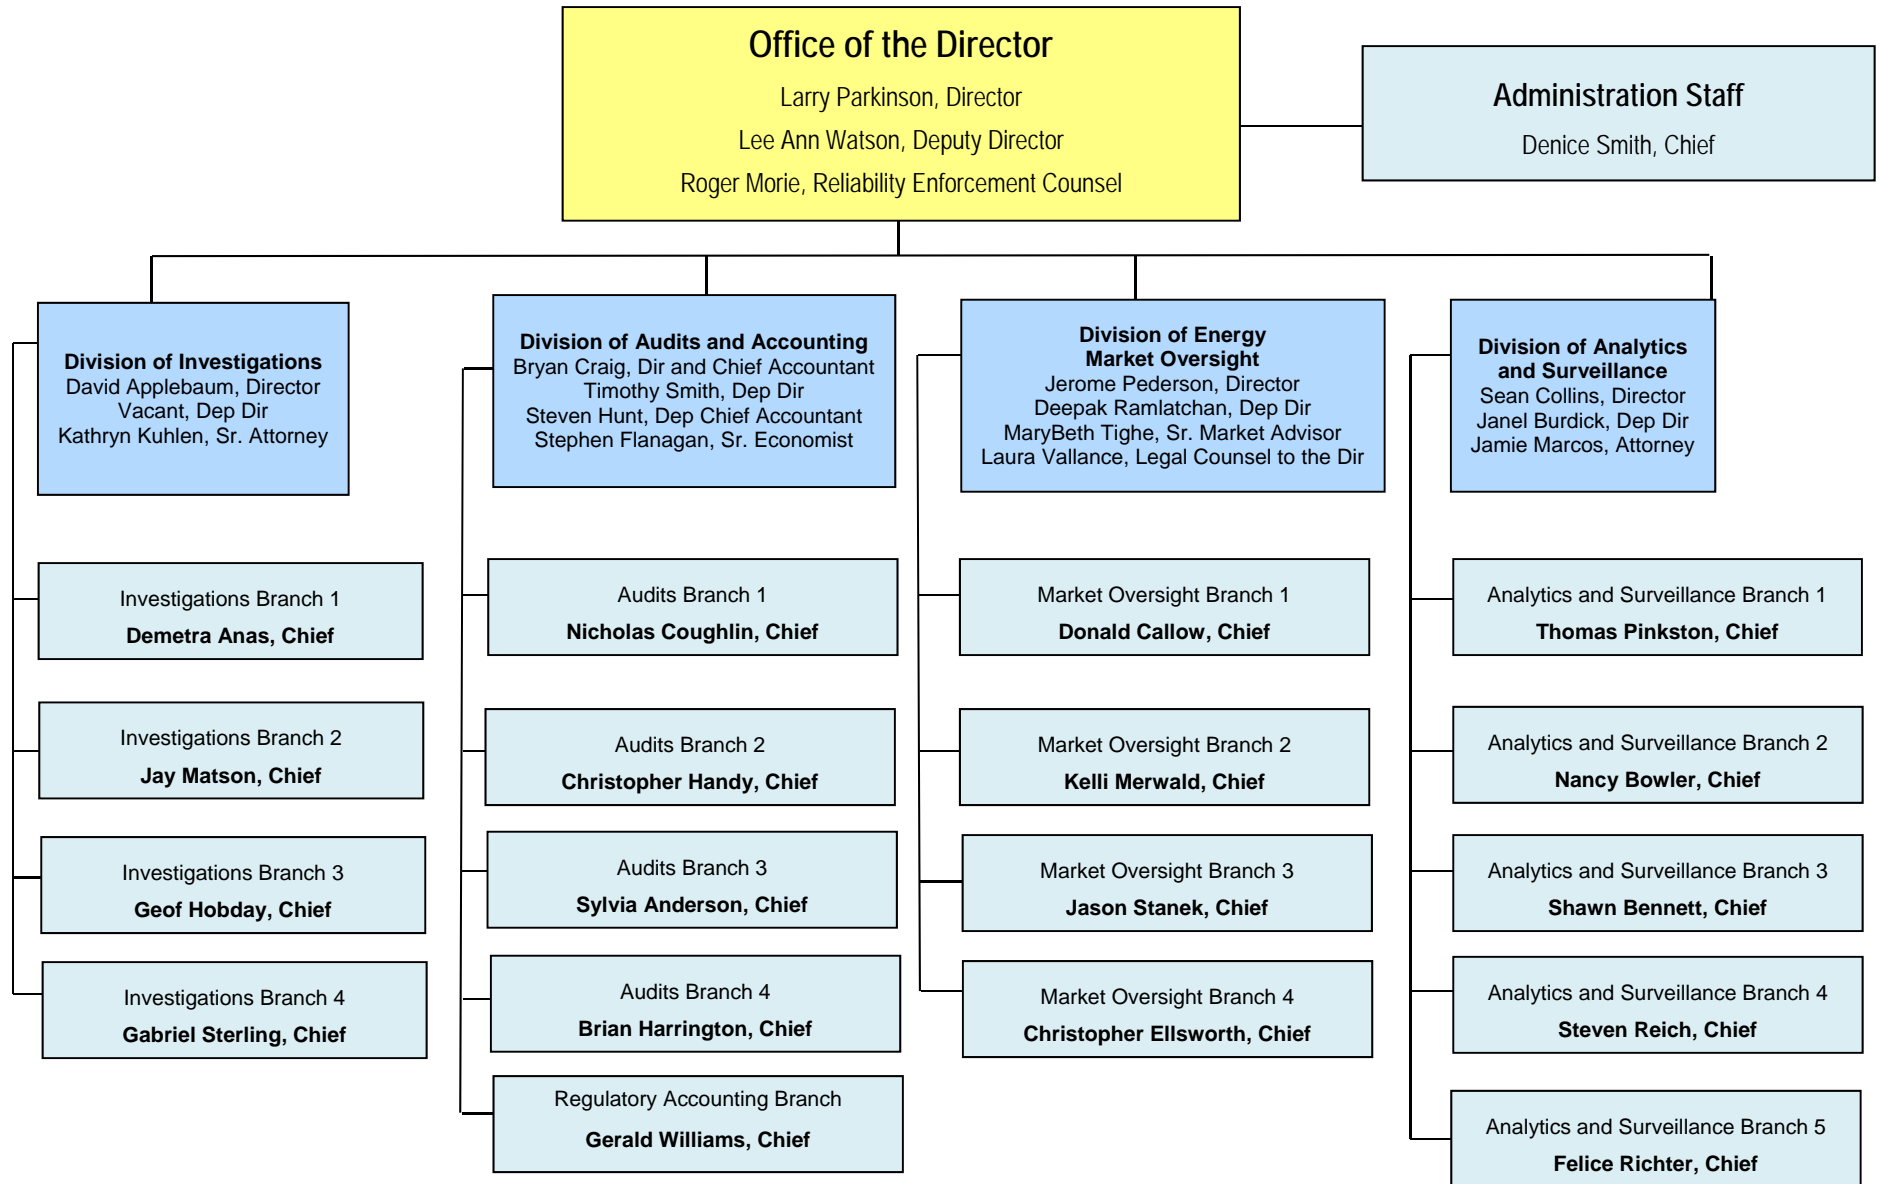 Office of the Director
Larry Parkinson, Director
Lee Ann Watson, Deputy Director
Roger Morie, Reliability Enforcement Counsel
Administration Staff
Denice Smith, Chief
Division of Investigations
David Applebaum, Director
Vacant, Dep Dir
Kathryn Kuhlen, Sr. Attorney
Investigations Branch 1
Demetra Anas, Chief
Investigations Branch 2
Jay Matson, Chief
Investigations Branch 3
Geof Hobday, Chief
Investigations Branch 4
Gabriel Sterling, Chief
Division of Audits and Accounting
Bryan Craig, Dir and Chief Accountant
Timothy Smith, Dep Dir
Steven Hunt, Dep Chief Accountant
Stephen Flanagan, Sr. Economist
Audits Branch 1
Nicholas Coughlin, Chief
Audits Branch 2
Christopher Handy, Chief
Audits Branch 3
Sylvia Anderson, Chief
Audits Branch 4
Brian Harrington, Chief
Regulatory Accounting Branch
Gerald Williams, Chief
Division of Energy
Market Oversight
Jerome Pederson, Director
Deepak Ramlatchan, Dep Dir
MaryBeth Tighe, Sr. Market Advisor
Laura Vallance, Legal Counsel to the Dir
Market Oversight Branch 1
Donald Callow, Chief
Market Oversight Branch 2
Kelli Merwald, Chief
Market Oversight Branch 3
Jason Stanek, Chief
Market Oversight Branch 4
Christopher Ellsworth, Chief
Division of Analytics
and Surveillance
Sean Collins, Director
Janel Burdick, Dep Dir
Jamie Marcos, Attorney
Analytics and Surveillance Branch 1
Thomas Pinkston, Chief
Analytics and Surveillance Branch 2
Nancy Bowler, Chief
Analytics and Surveillance Branch 3
Shawn Bennett, Chief
Analytics and Surveillance Branch 4
Steven Reich, Chief
Analytics and Surveillance Branch 5
Felice Richter, Chief